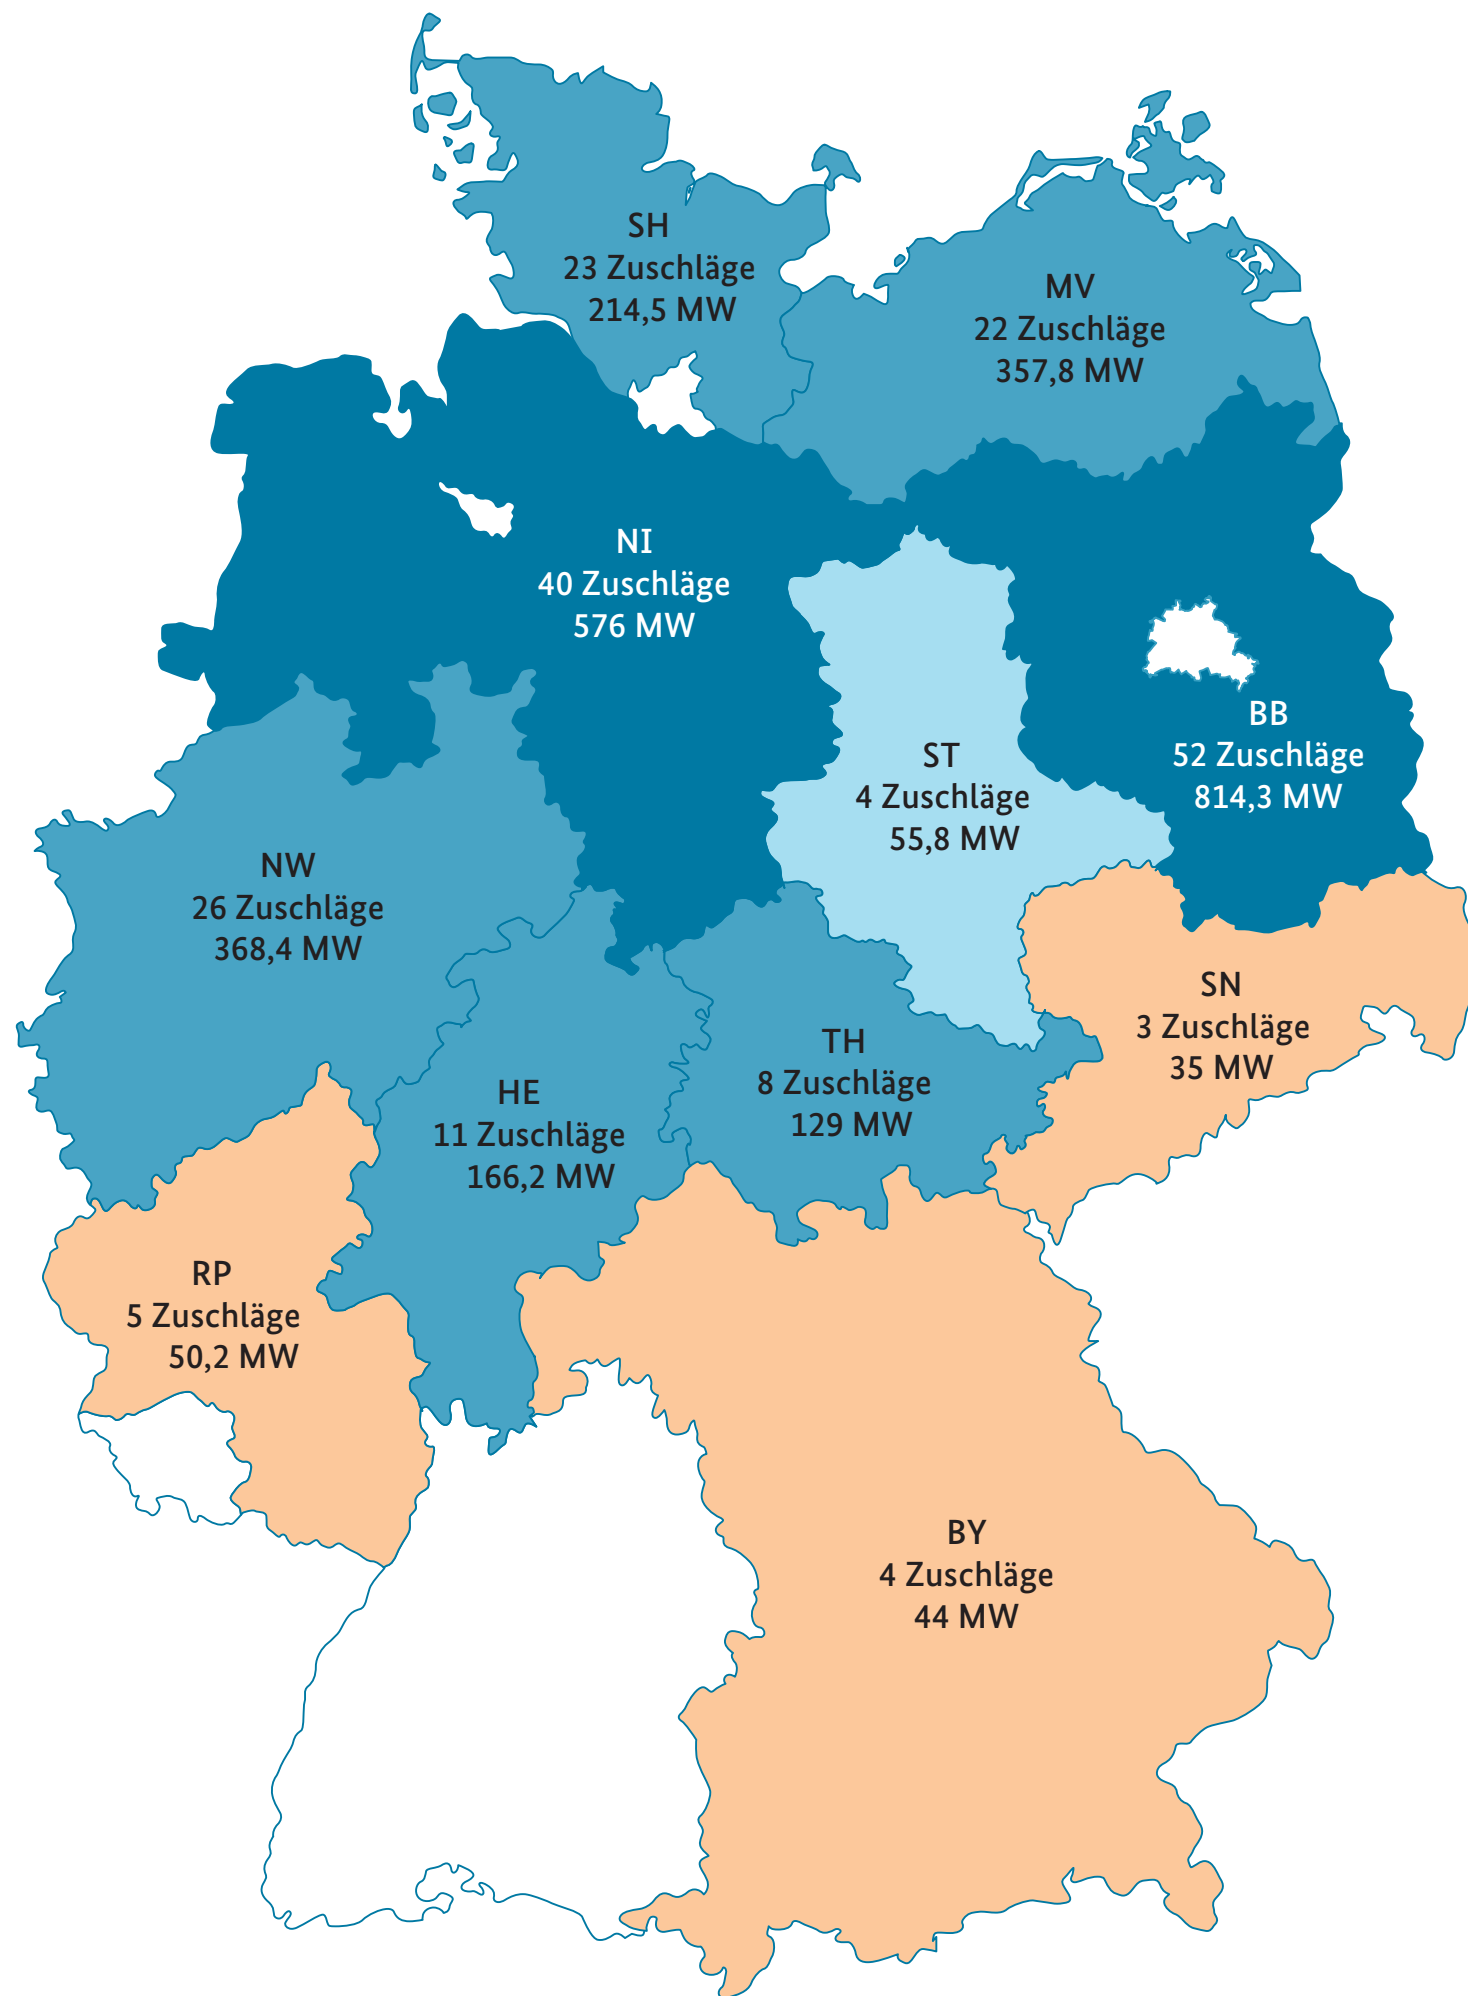 SH
23 Zuschläge
214,5 MW
MV
22 Zuschläge
357,8 MW
NI
40 Zuschläge
576 MW
BB
52 Zuschläge
814,3 MW
ST
4 Zuschläge
55,8 MW
NW
26 Zuschläge
368,4 MW
SN
3 Zuschläge
35 MW
TH
8 Zuschläge
129 MW
HE
11 Zuschläge
166,2 MW
RP
5 Zuschläge
50,2 MW
BY
4 Zuschläge
44 MW